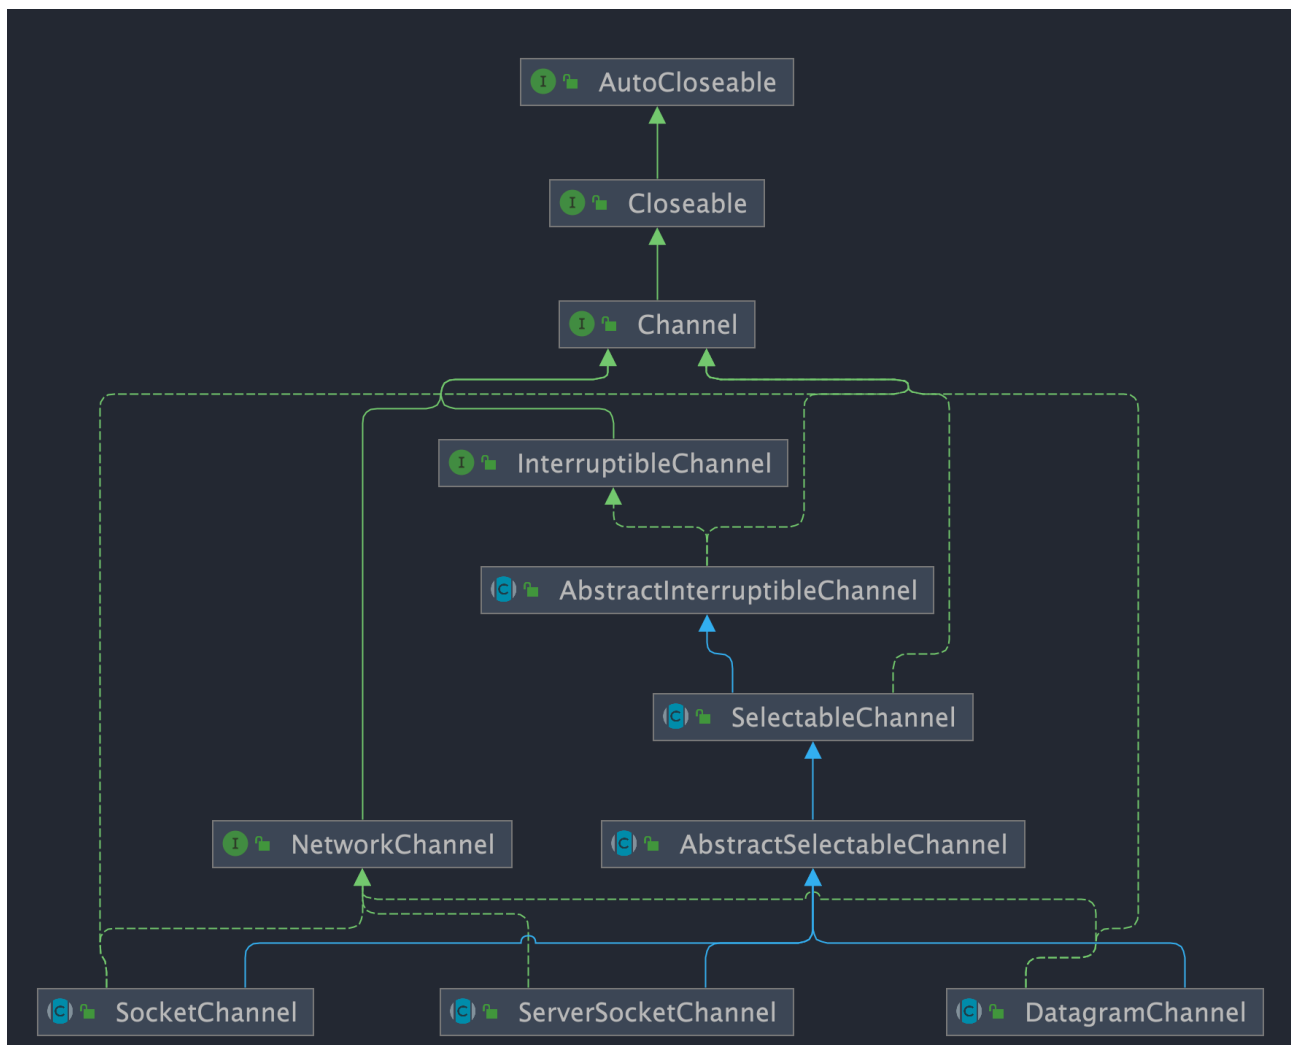 I AutoCloseable
I Closeable
I Channel
I InterruptibleChannel
C AbstractInterruptibleChannel
C SelectableChannel
I NetworkChannel
C AbstractSelectableChannel
C SocketChannel
C ServerSocketChannel
C DatagramChannel